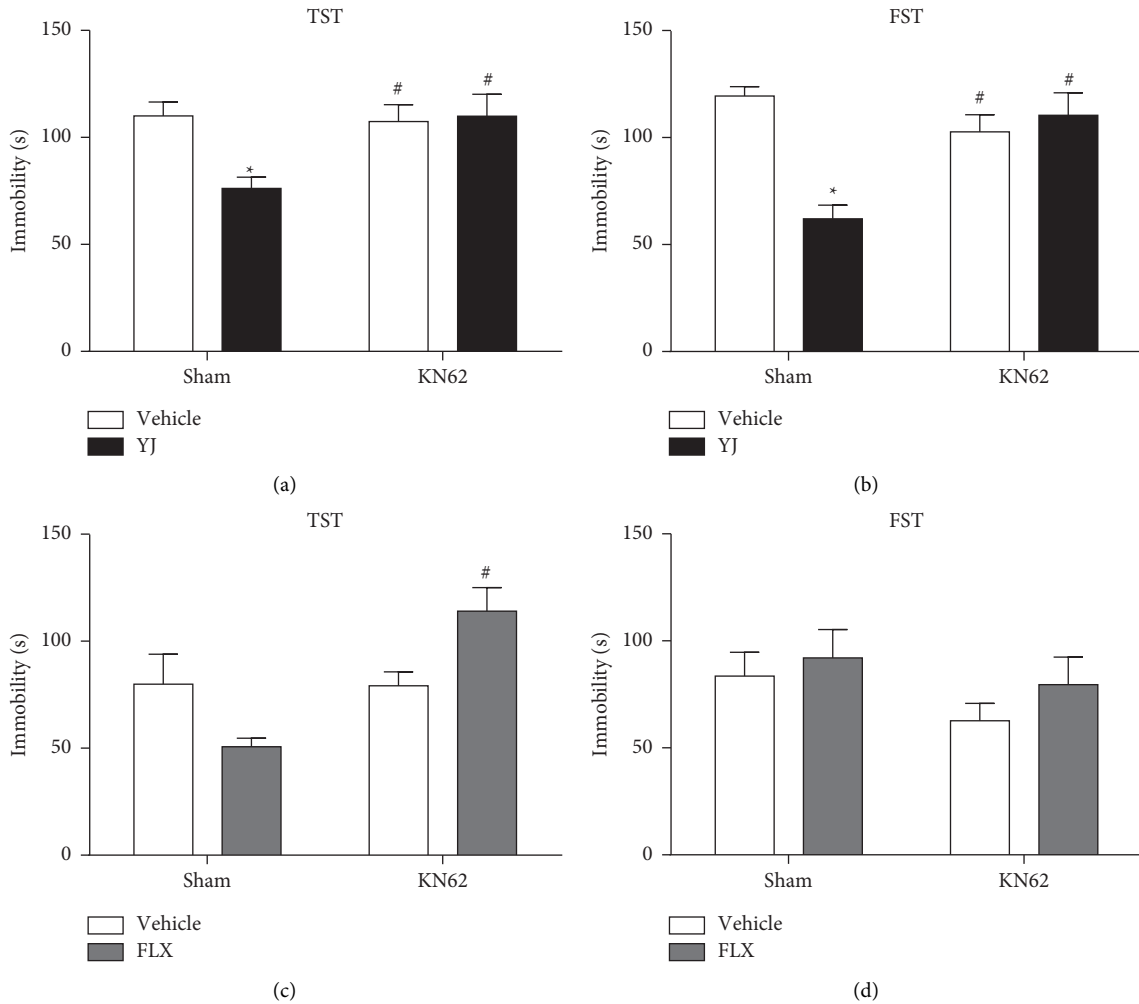 TST
150
100
50
0
Immobility (s)
*
#
#
Sham
KN62
Vehicle
YJ
(a)
FST
150
100
50
0
Immobility (s)
*
#
#
Sham
KN62
Vehicle
YJ
(b)
TST
150
100
50
0
Immobility (s)
#
Sham
KN62
Vehicle
FLX
(c)
FST
150
100
50
0
Immobility (s)
Sham
KN62
Vehicle
FLX
(d)